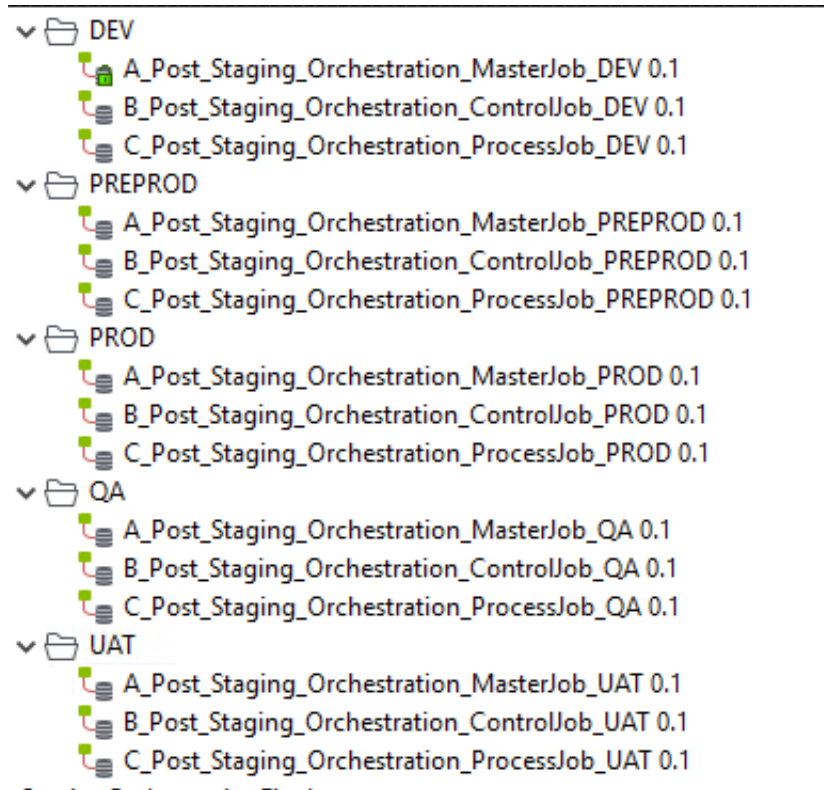 DEV
A_Post_Staging_Orchestration_MasterJob_DEV 0.1
B_Post_Staging_Orchestration_ControlJob_DEV 0.1
C_Post_Staging_Orchestration_ProcessJob_DEV 0.1
PREPROD
A_Post_Staging_Orchestration_MasterJob_PREPROD 0.1
B_Post_Staging_Orchestration_ControlJob_PREPROD 0.1
C_Post_Staging_Orchestration_ProcessJob_PREPROD 0.1
PROD
A_Post_Staging_Orchestration_MasterJob_PROD 0.1
B_Post_Staging_Orchestration_ControlJob_PROD 0.1
C_Post_Staging_Orchestration_ProcessJob_PROD 0.1
QA
A_Post_Staging_Orchestration_MasterJob_QA 0.1
B_Post_Staging_Orchestration_ControlJob_QA 0.1
C_Post_Staging_Orchestration_ProcessJob_QA 0.1
UAT
A_Post_Staging_Orchestration_MasterJob_UAT 0.1
B_Post_Staging_Orchestration_ControlJob_UAT 0.1
C_Post_Staging_Orchestration_ProcessJob_UAT 0.1